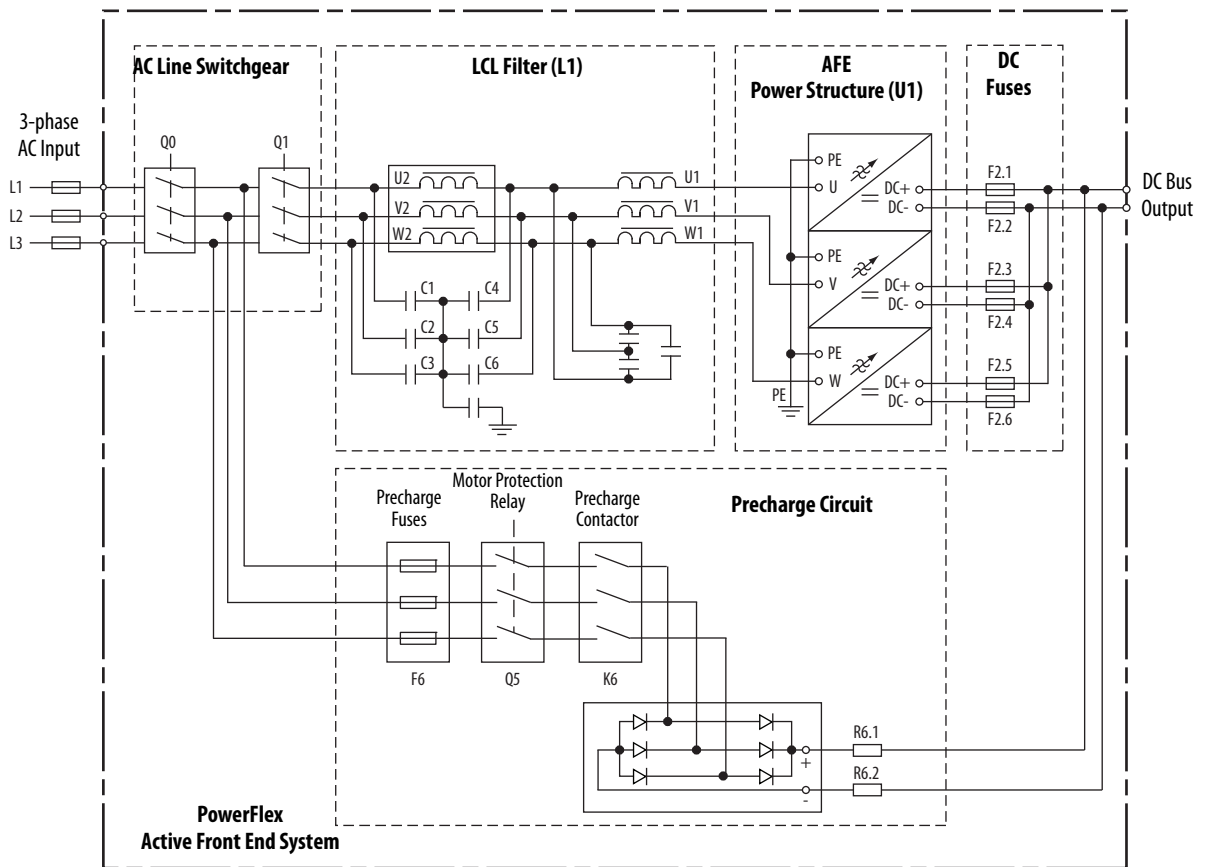 AC Line Switchgear
LCL Filter (L1)
AFE
Power Structure (U1)
DC
Fuses
3-phase
AC Input
Q0
Q1
L1
L2
L3
U2
V2
W2
U1
V1
W1
C1
C4
C2
C5
C3
C6
PE
U
DC+
DC-
PE
V
DC+
DC-
PE
W
DC+
DC-
PE
F2.1
F2.2
F2.3
F2.4
F2.5
F2.6
DC Bus
Output
Precharge
Fuses
Motor Protection
Relay
Precharge
Contactor
Precharge Circuit
F6
Q5
K6
+
-
R6.1
R6.2
PowerFlex
Active Front End System